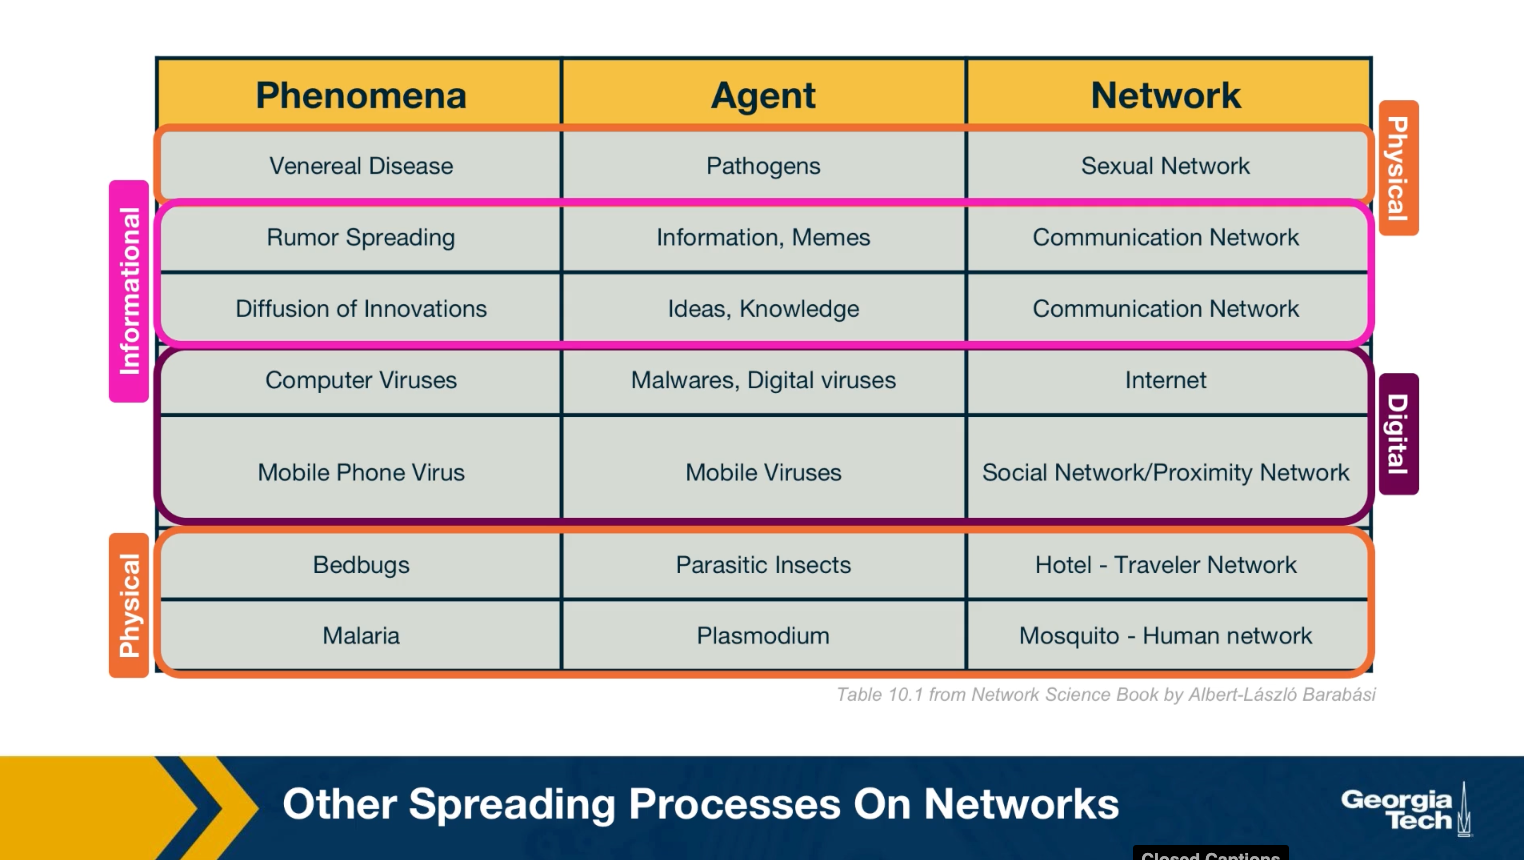 Phenomena Agent Network
Physical
Venereal Disease Pathogens Sexual Network
Informational
Rumor Spreading Information, Memes Communication Network
Diffusion of Innovations Ideas, Knowledge Communication Network
Computer Viruses Malwares, Digital viruses Internet
Digital
Mobile Phone Virus Mobile Viruses Social Network/Proximity Network
Physical
Bedbugs Parasitic Insects Hotel - Traveler Network
Malaria Plasmodium Mosquito - Human network
Table 10.1 from Network Science Book by Albert-László Barabási
Other Spreading Processes On Networks
Georgia
Tech
Closed Captions